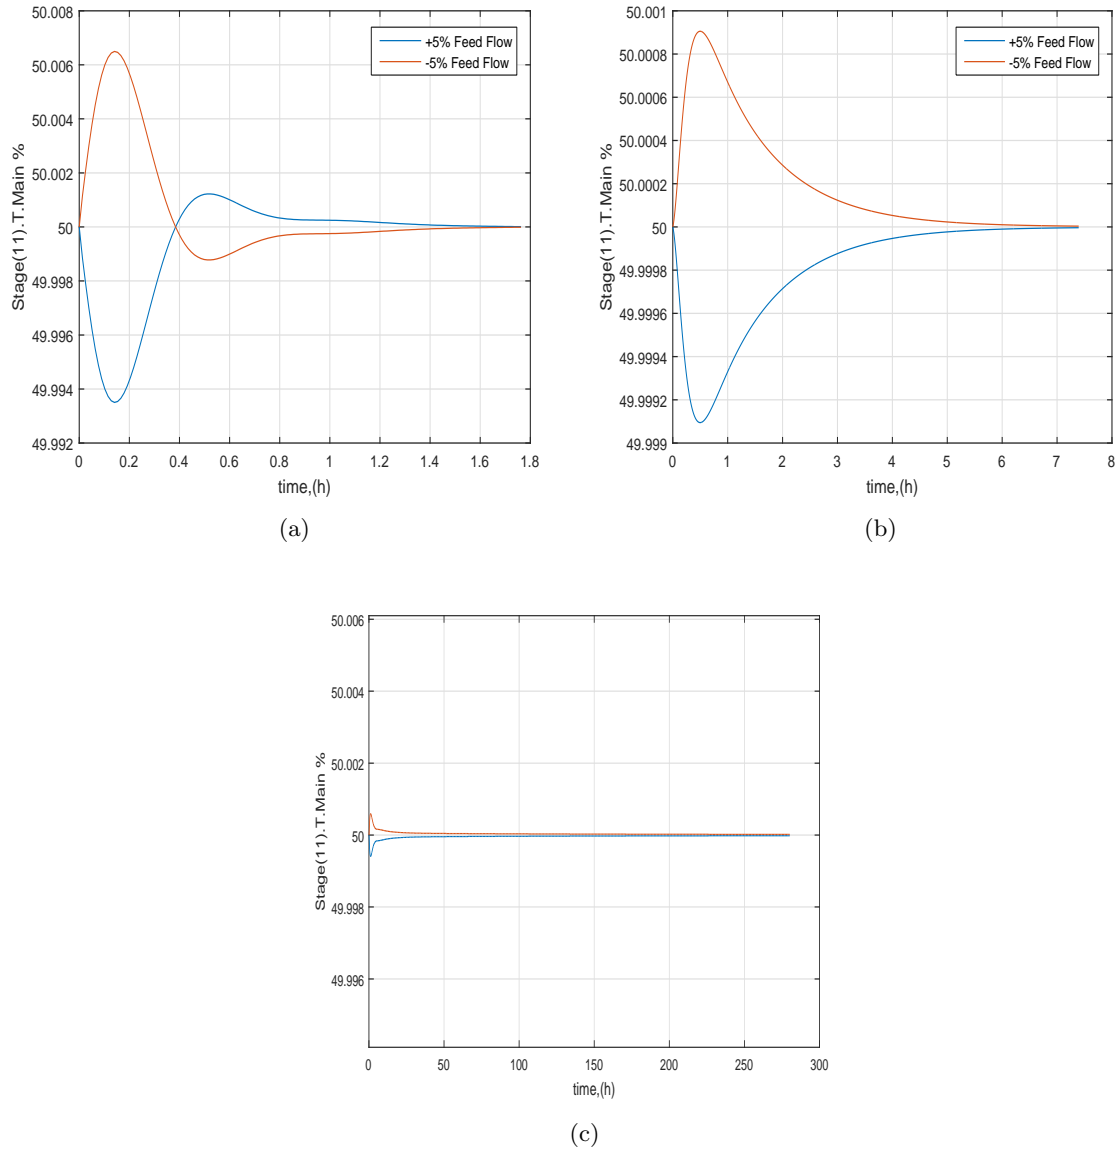 50.008
50.006
50.004
50.002
50
49.998
49.996
49.994
49.992
0 0.2 0.4 0.6 0.8 1 1.2 1.4 1.6 1.8
Stage(11).T.Main %
time,(h)
+5% Feed Flow
-5% Feed Flow
(a)
50.001
50.0008
50.0006
50.0004
50.0002
50
49.9998
49.9996
49.9994
49.9992
49.999
0 1 2 3 4 5 6 7 8
Stage(11).T.Main %
time,(h)
+5% Feed Flow
-5% Feed Flow
(b)
50.006
50.004
50.002
50
49.998
49.996
0 50 100 150 200 250 300
Stage(11).T.Main %
time,(h)
(c)